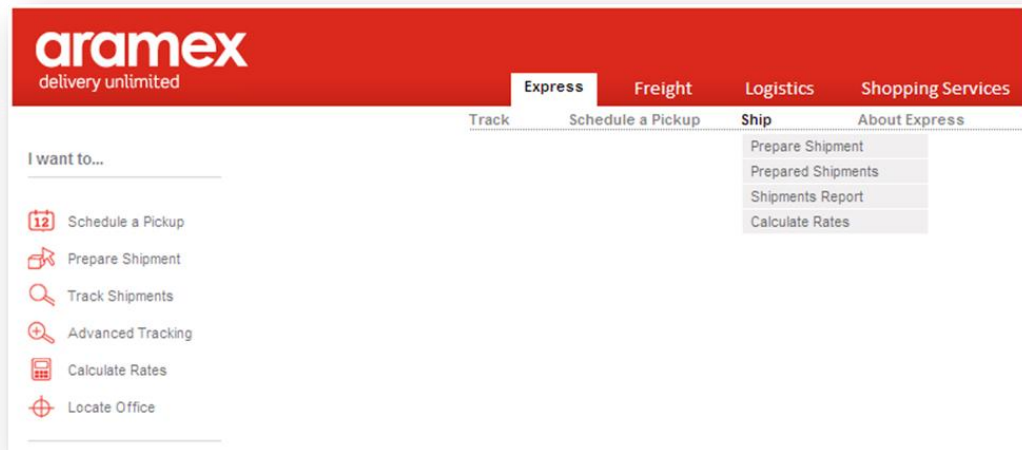 aramex
delivery unlimited
Express Freight Logistics Shopping Services
Track Schedule a Pickup Ship About Express
Prepare Shipment
Prepared Shipments
Shipments Report
Calculate Rates
I want to...
12 Schedule a Pickup
Prepare Shipment
Track Shipments
Advanced Tracking
Calculate Rates
Locate Office